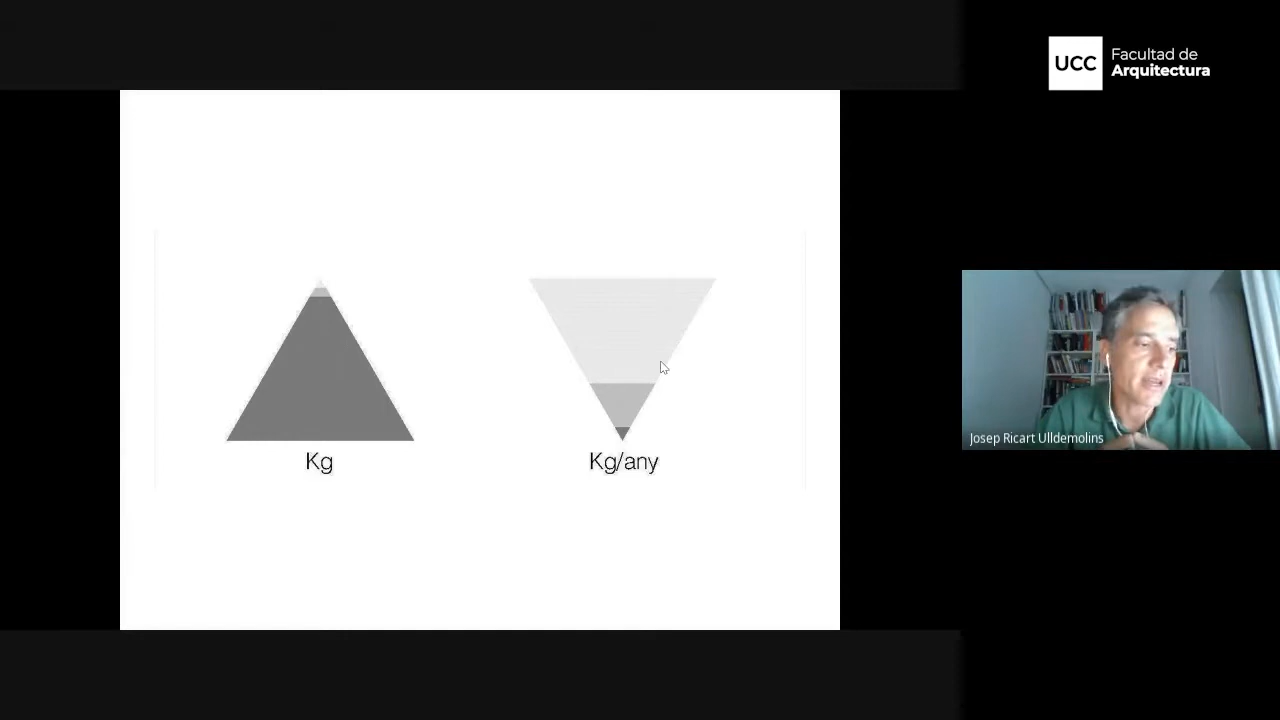 UCC
Facultad de
Arquitectura
Kg
Kg/any
Josep Ricart Ulldemolins